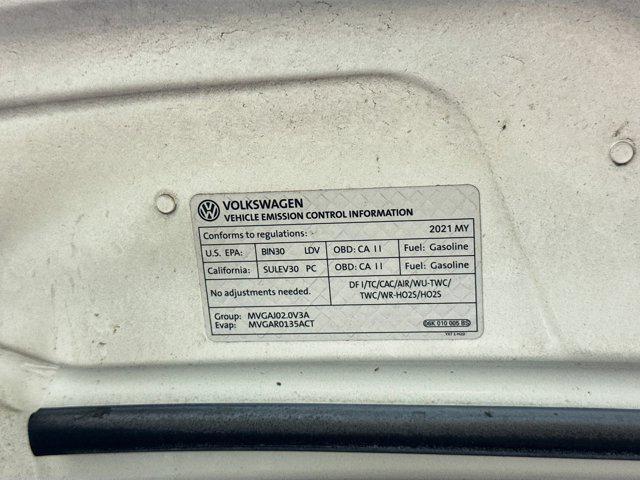 VOLKSWAGEN
VEHICLE EMISSION CONTROL INFORMATION
Conforms to regulations: 2021 MY
U.S. EPA: BIN30 LDV OBD: CA II Fuel: Gasoline
California: SULEV30 PC OBD: CA II Fuel: Gasoline
No adjustments needed. DFI/TC/CAC/AIR/WU-TWC/
TWC/WR-HO2S/HO2S
Group: MVGAJ02.0V3A
Evap: MVGAR0135ACT
06K 010 005 BS